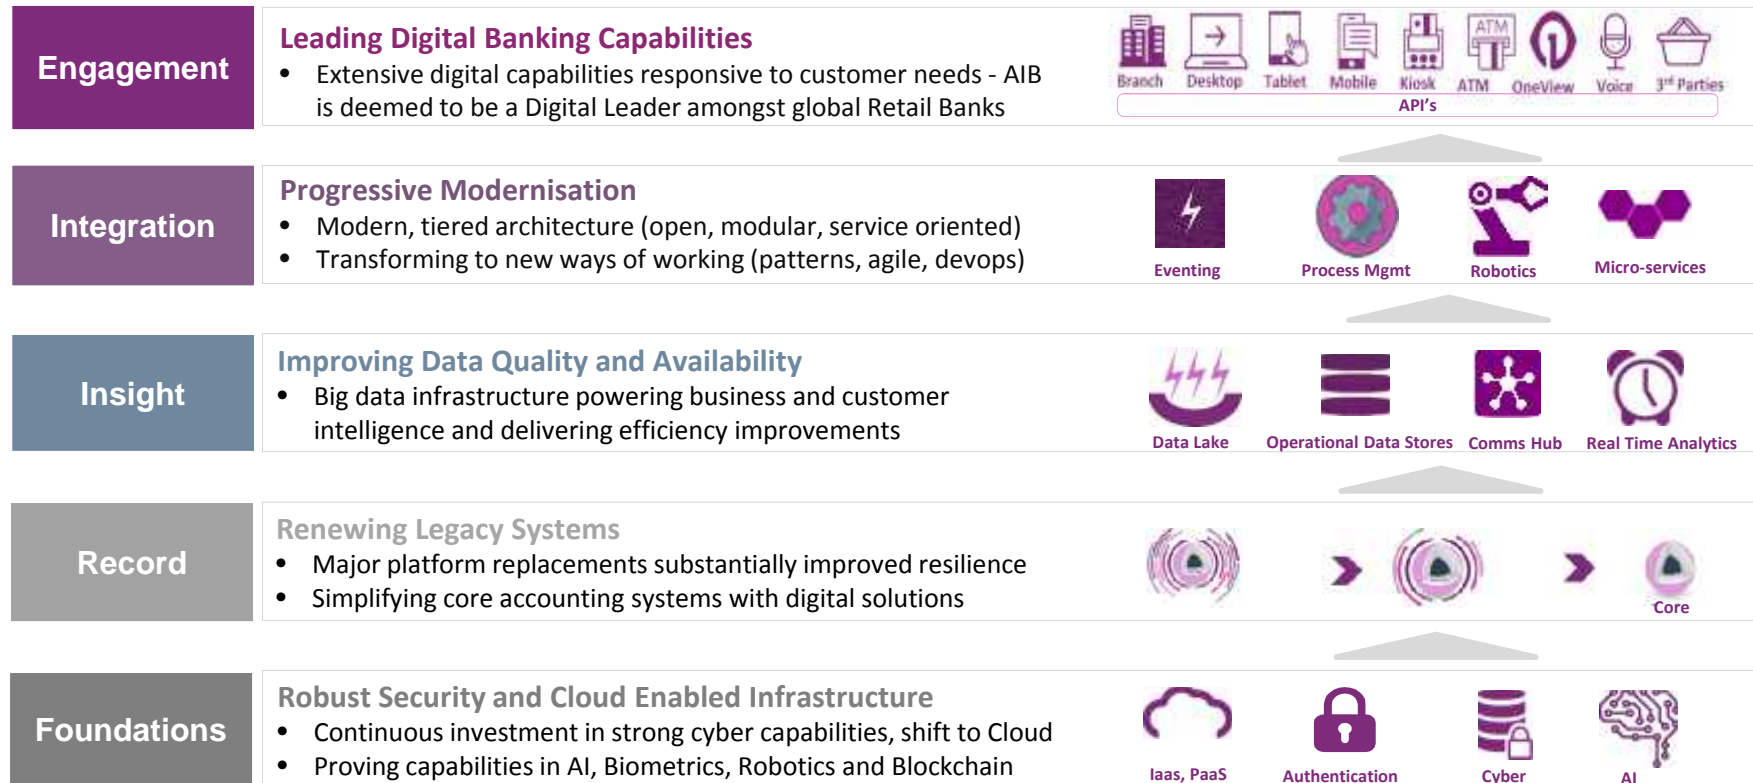 Engagement
Leading Digital Banking Capabilities
• Extensive digital capabilities responsive to customer needs - AIB
is deemed to be a Digital Leader amongst global Retail Banks
ATM
Branch Desktop Tablet Mobile Kiosk ATM OneView Voice 3rd Parties
API's
Integration
Progressive Modernisation
• Modern, tiered architecture (open, modular, service oriented)
• Transforming to new ways of working (patterns, agile, devops)
Eventing Process Mgmt Robotics Micro-services
Insight
Improving Data Quality and Availability
• Big data infrastructure powering business and customer
intelligence and delivering efficiency improvements
Data Lake Operational Data Stores Comms Hub Real Time Analytics
Record
Renewing Legacy Systems
• Major platform replacements substantially improved resilience
• Simplifying core accounting systems with digital solutions
Core
Foundations
Robust Security and Cloud Enabled Infrastructure
• Continuous investment in strong cyber capabilities, shift to Cloud
• Proving capabilities in AI, Biometrics, Robotics and Blockchain
Iaas, PaaS Authentication Cyber AI